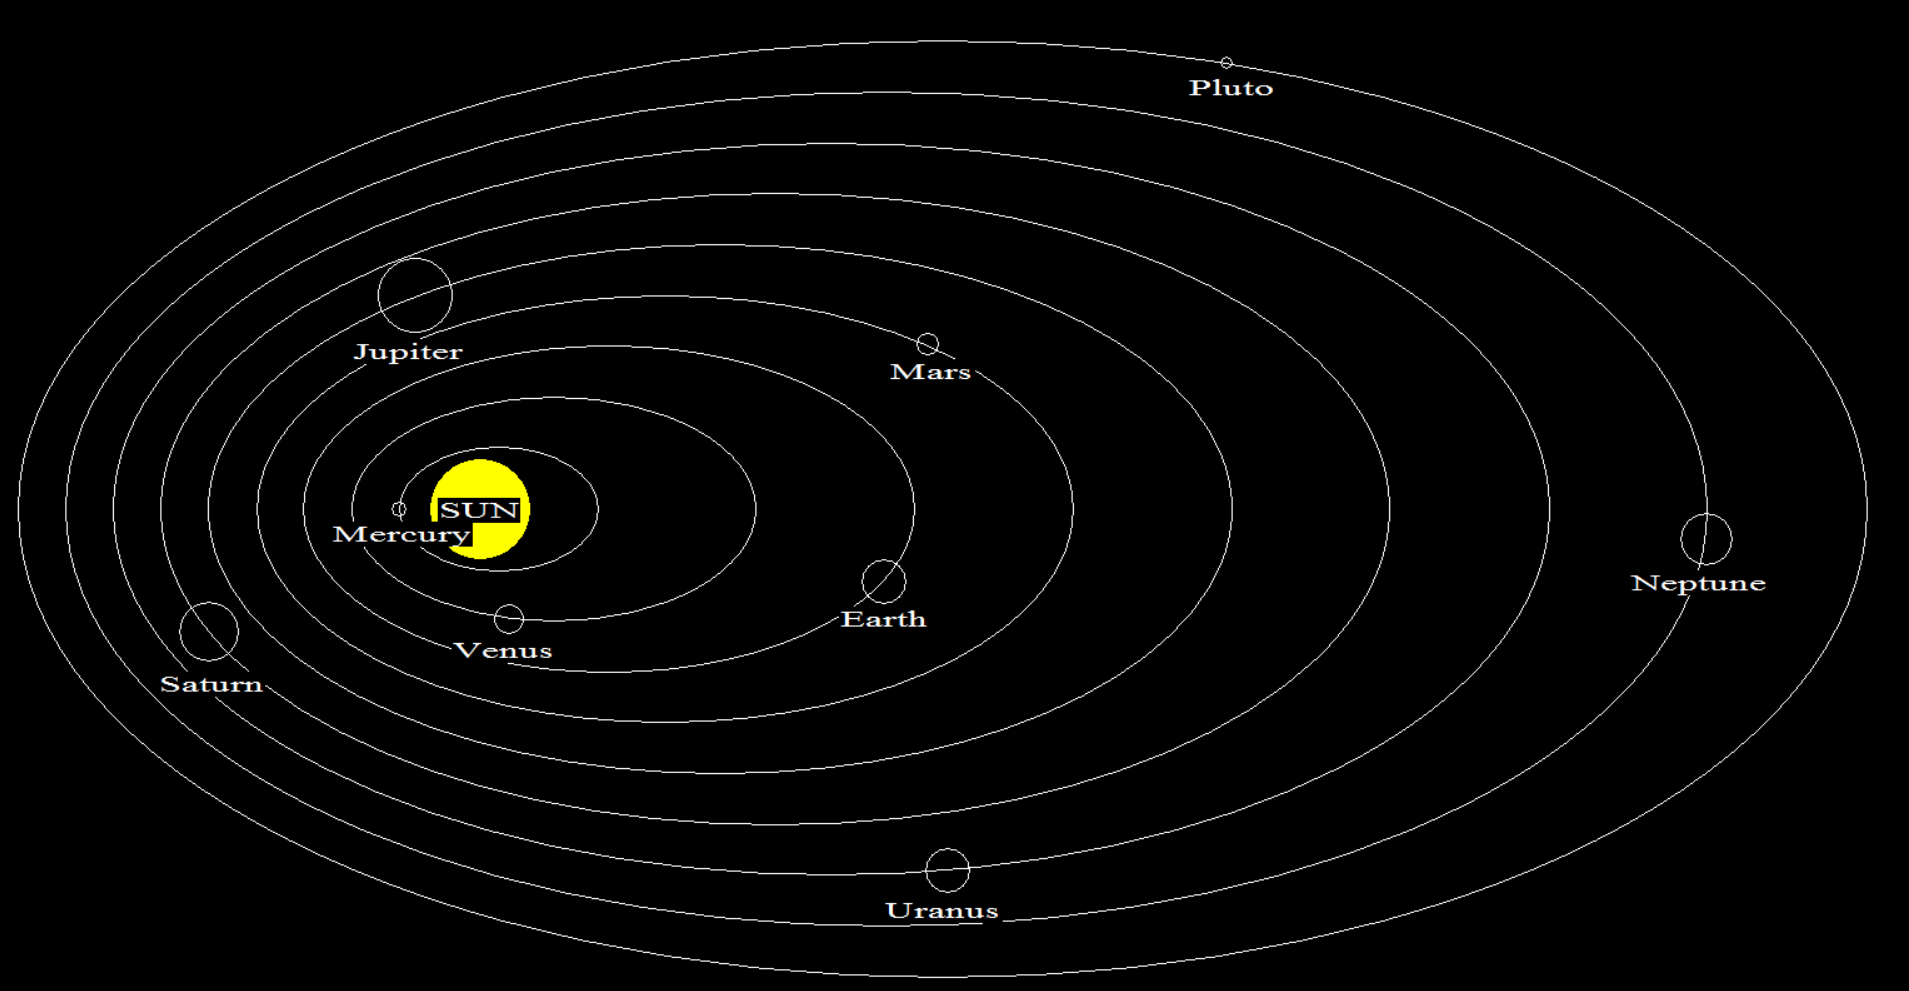 Pluto
Jupiter
Mars
SUN
Mercury
Neptune
Earth
Venus
Saturn
Uranus